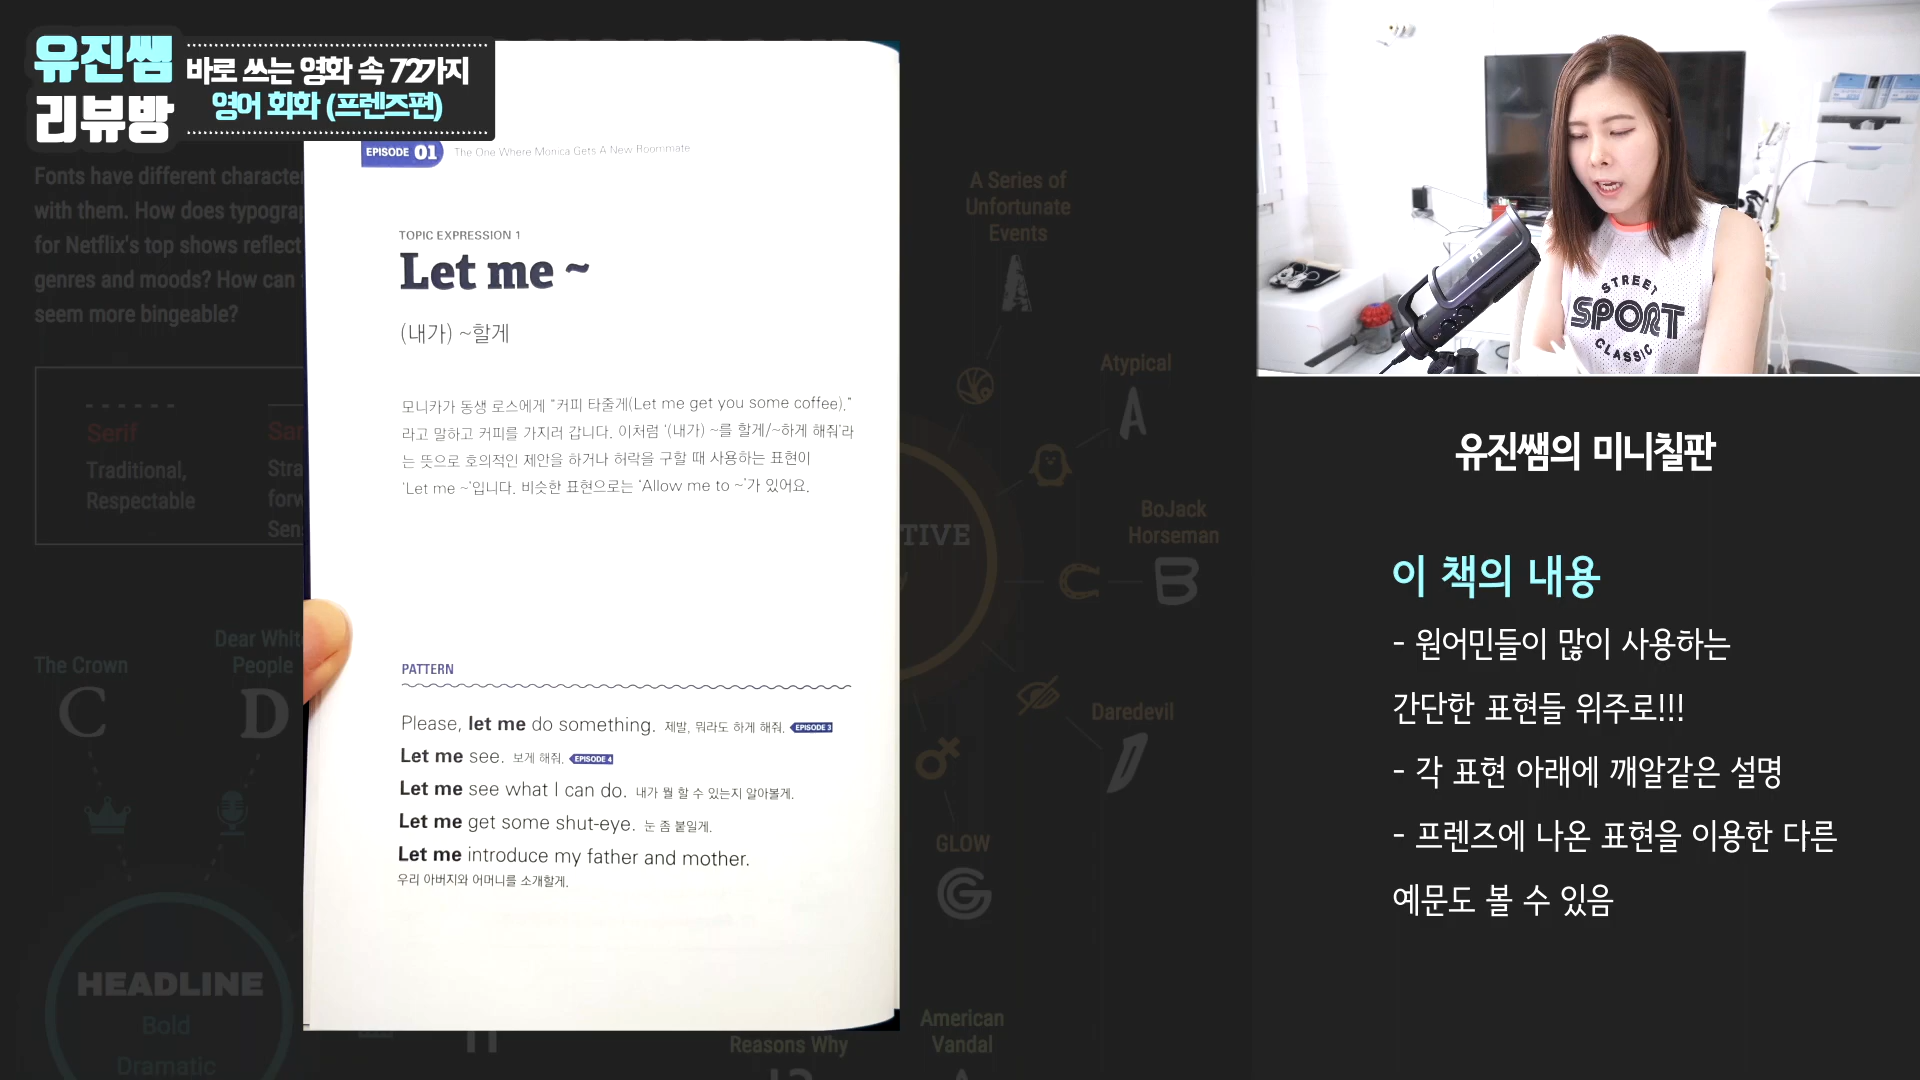 유진쌤
리뷰방
바로 쓰는 영화 속 72가지
영어 회화 (프렌즈편)
EPISODE 01 The One Where Monica Gets A New Roommate
TOPIC EXPRESSION 1
Let me ~
(내가) ~할게
모니카가 동생 로스에게 “커피 타줄게(Let me get you some coffee).”
라고 말하고 커피를 가지러 갑니다. 이처럼 ‘(내가) ~를 할게/~하게 해줘’라
는 뜻으로 호의적인 제안을 하거나 허락을 구할 때 사용하는 표현이
‘Let me ~’입니다. 비슷한 표현으로는 ‘Allow me to ~’가 있어요.
PATTERN
Please, let me do something. 제발, 뭐라도 하게 해줘. EPISODE 3
Let me see. 보게 해줘. EPISODE 4
Let me see what I can do. 내가 뭘 할 수 있는지 알아볼게.
Let me get some shut-eye. 눈 좀 붙일게.
Let me introduce my father and mother.
우리 아버지와 어머니를 소개할게.
Fonts have different
with them. How does
for Netflix's top shows reflect
genres and moods? How can
seem more bingeable?
Serif
Traditional,
Respectable
The Crown
C
Dear White
People
D
HEADLINE
Bold
Dramatic
A Series of
Unfortunate
Events
A
Atypical
A
BoJack
Horseman
B
TIVE
Daredevil
D
GLOW
G
American
Vandal
Reasons Why
STREET
SPORT
CLASSIC
유진쌤의 미니칠판
이 책의 내용
- 원어민들이 많이 사용하는
간단한 표현들 위주로!!!
- 각 표현 아래에 깨알같은 설명
- 프렌즈에 나온 표현을 이용한 다른
예문도 볼 수 있음